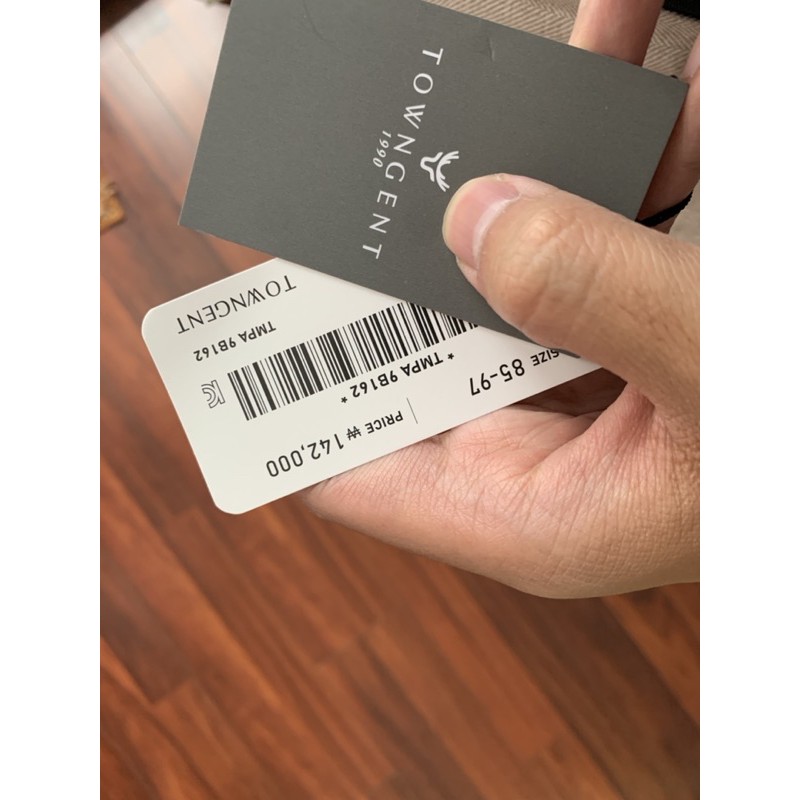 TOWNGENT
1990
TOWNGENT
TMPA 9B162
* TMPA 9B162 *
SIZE 85-97
PRICE ₩ 142,000